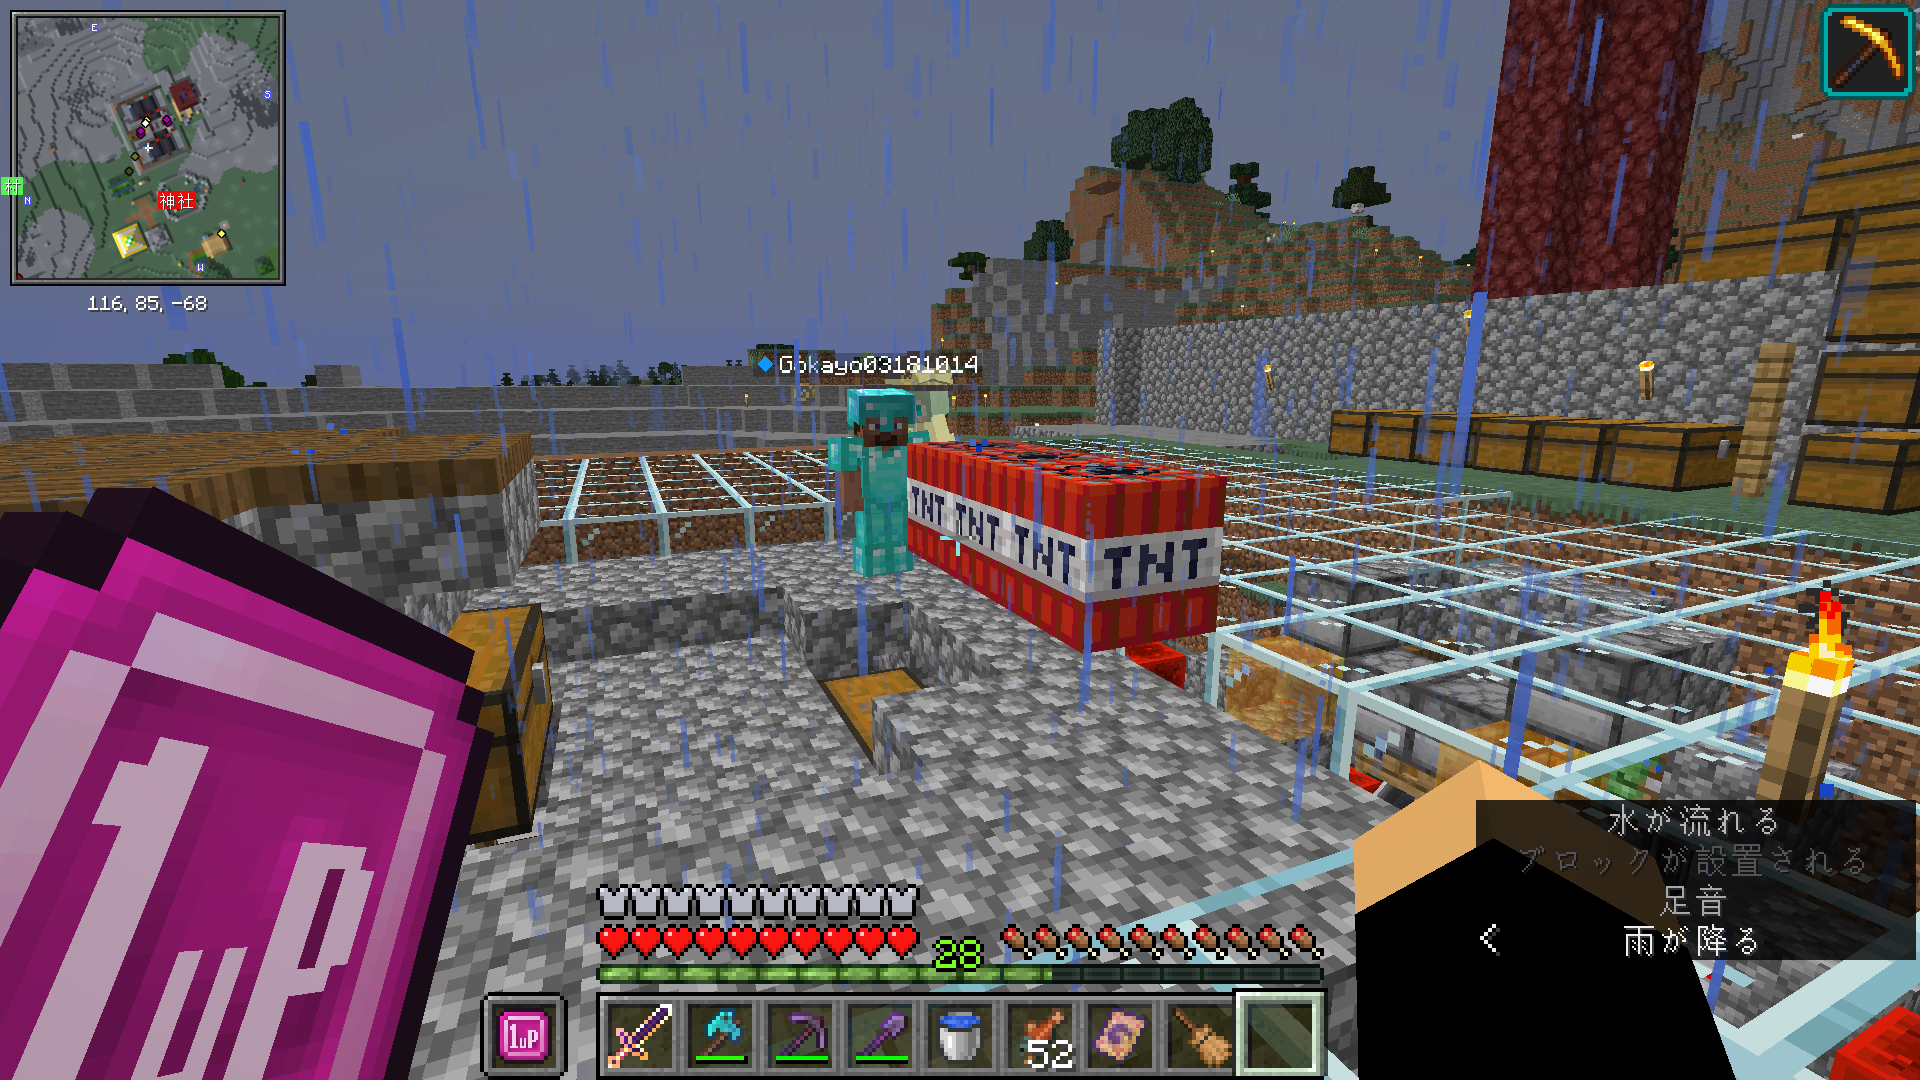 E
S
村
N
神社
W
116, 85, -68
Gokayo03181014
TNT TNT TNT TNT
1uP
水が流れる
ブロックが設置される
足音
< 雨が降る
28
1uP
52